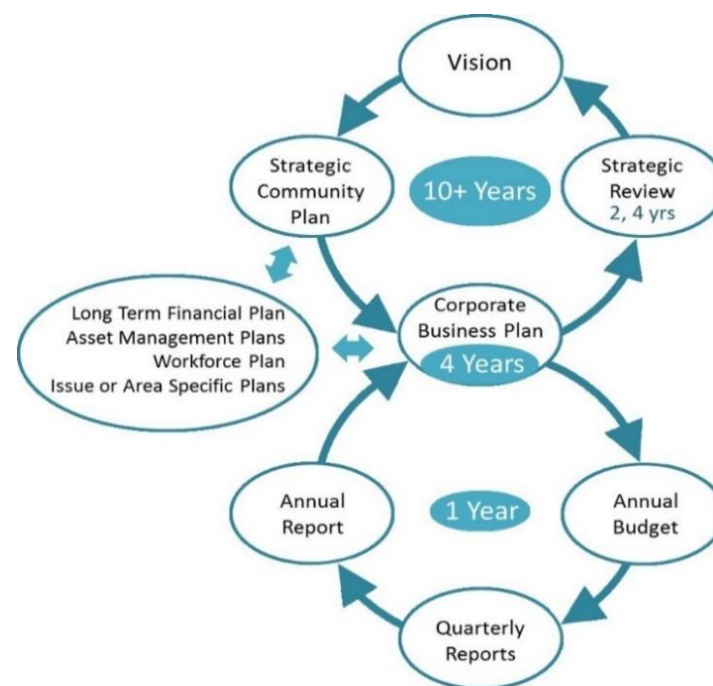 Vision
Strategic
Community
Plan
10+ Years
Strategic
Review
2, 4 yrs
Long Term Financial Plan
Asset Management Plans
Workforce Plan
Issue or Area Specific Plans
Corporate
Business Plan
4 Years
Annual
Report
1 Year
Annual
Budget
Quarterly
Reports